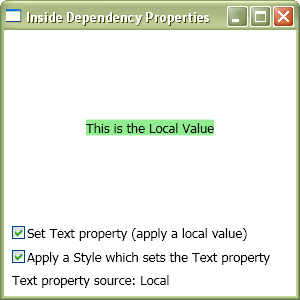 Inside Dependency Properties
This is the Local Value
Set Text property (apply a local value)
Apply a Style which sets the Text property
Text property source: Local